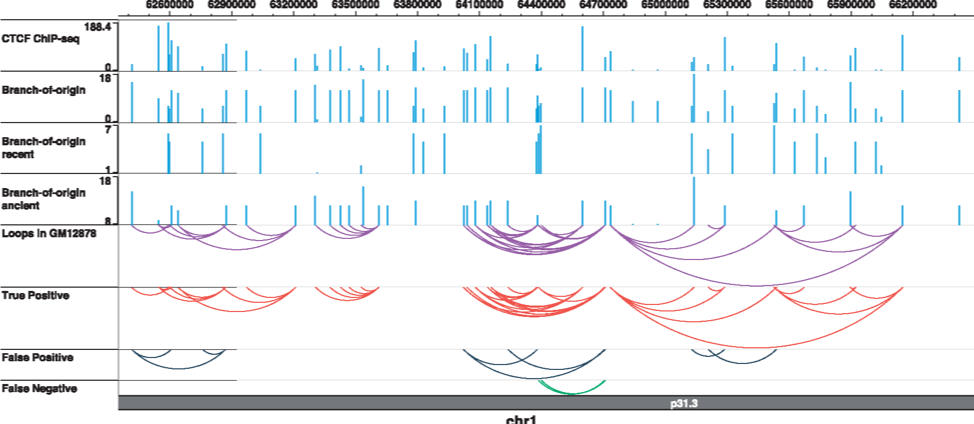 62600000 62900000 63200000 63500000 63800000 64100000 64400000 64700000 65000000 65300000 65600000 65900000 66200000
188.4
CTCF ChIP-seq
0
18
Branch-of-origin
0
7
Branch-of-origin
recent
1
18
Branch-of-origin
ancient
8
Loops in GM12878
True Positive
False Positive
False Negative
p31.3
chr1